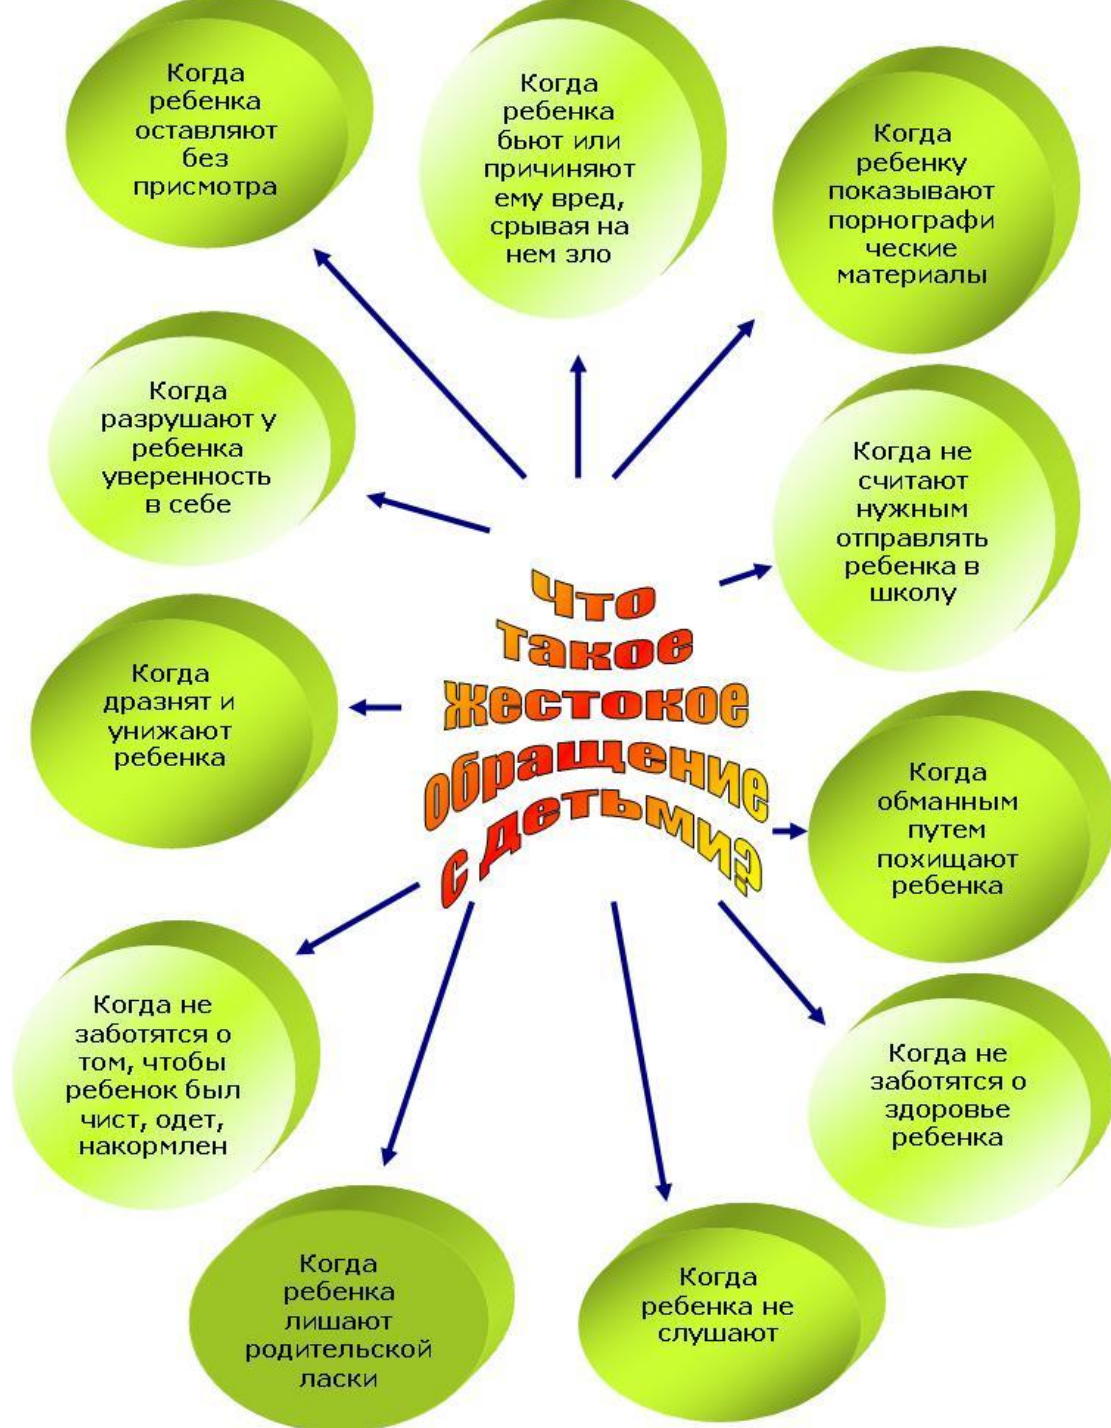 Когда
ребенка
оставляют
без
присмотра
Когда
ребенка
бьют или
причиняют
ему вред,
срывая на
нем зло
Когда
ребенку
показывают
порнографи
ческие
материалы
Когда
разрушают у
ребенка
уверенность
в себе
Когда не
считают
нужным
отправлять
ребенка в
школу
Что
такое
жестокое
обращение
с детьми?
Когда
дразнят и
унижают
ребенка
Когда
обманным
путем
похищают
ребенка
Когда не
заботятся о
том, чтобы
ребенок был
чист, одет,
накормлен
Когда не
заботятся о
здоровье
ребенка
Когда
ребенка
лишают
родительской
ласки
Когда
ребенка не
слушают